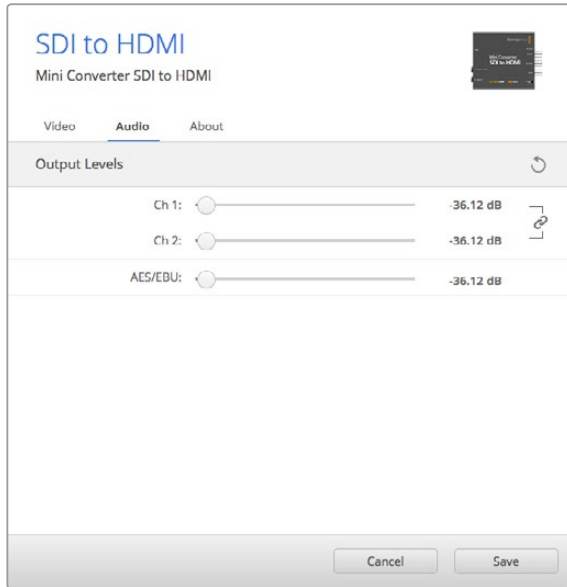 SDI to HDMI
Mini Converter SDI to HDMI
Video Audio About
Output Levels
Ch 1: -36.12 dB
Ch 2: -36.12 dB
AES/EBU: -36.12 dB
Cancel Save